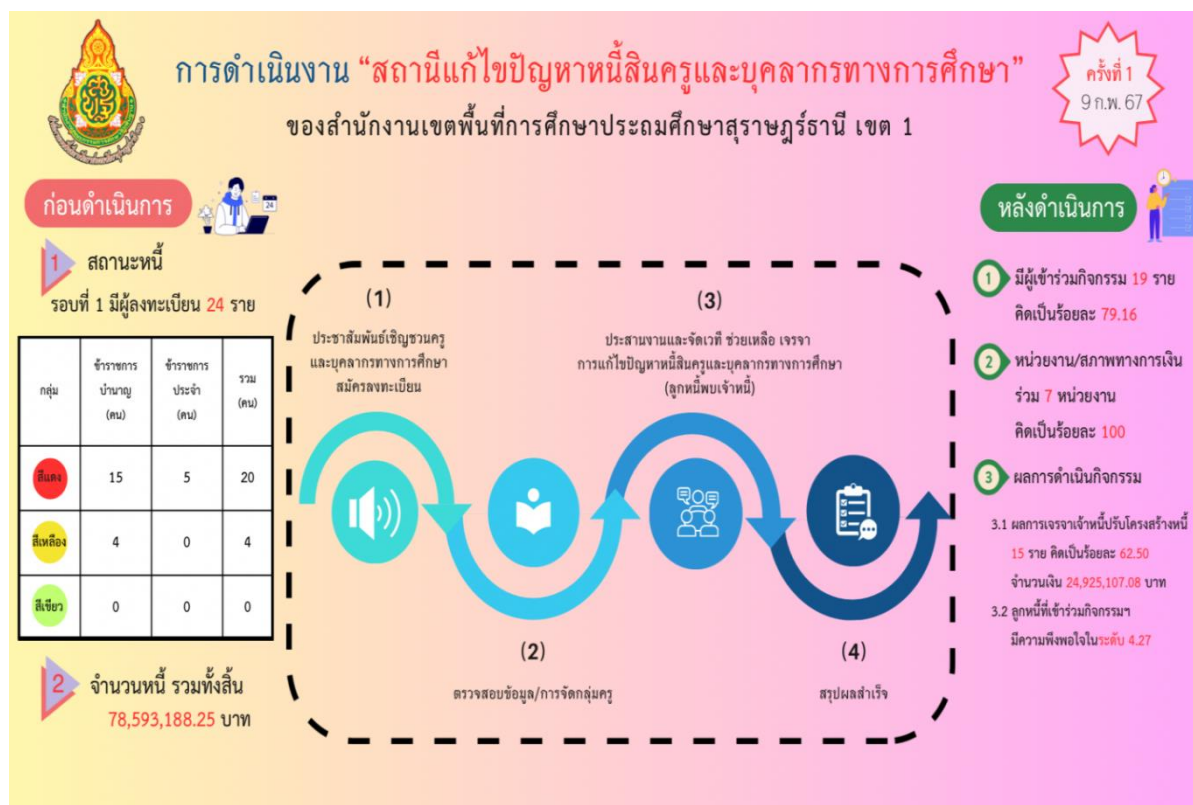 การดำเนินงาน “สถานีแก้ไขปัญหาหนี้สินครูและบุคลากรทางการศึกษา”
ของสำนักงานเขตพื้นที่การศึกษาประถมศึกษาสุราษฎร์ธานี เขต 1
ครั้งที่ 1
9 ก.พ. 67
ก่อนดำเนินการ
24
1 สถานะหนี้
รอบที่ 1 มีผู้ลงทะเบียน 24 ราย
กลุ่ม ข้าราชการบำนาญ (คน) ข้าราชการประจำ (คน) รวม (คน)
สีแดง 15 5 20
สีเหลือง 4 0 4
สีเขียว 0 0 0
2 จำนวนหนี้ รวมทั้งสิ้น
78,593,188.25 บาท
(1)
ประชาสัมพันธ์เชิญชวนครู
และบุคลากรทางการศึกษา
สมัครลงทะเบียน
(2)
ตรวจสอบข้อมูล/การจัดกลุ่มครู
(3)
ประสานงานและจัดเวที ช่วยเหลือ เจรจา
การแก้ไขปัญหาหนี้สินครูและบุคลากรทางการศึกษา
(ลูกหนี้พบเจ้าหนี้)
(4)
สรุปผลสำเร็จ
หลังดำเนินการ
1 มีผู้เข้าร่วมกิจกรรม 19 ราย
คิดเป็นร้อยละ 79.16
2 หน่วยงาน/สภาพทางการเงิน
ร่วม 7 หน่วยงาน
คิดเป็นร้อยละ 100
3 ผลการดำเนินกิจกรรม
3.1 ผลการเจรจาเจ้าหนี้ปรับโครงสร้างหนี้
15 ราย คิดเป็นร้อยละ 62.50
จำนวนเงิน 24,925,107.08 บาท
3.2 ลูกหนี้ที่เข้าร่วมกิจกรรมฯ
มีความพึงพอใจในระดับ 4.27